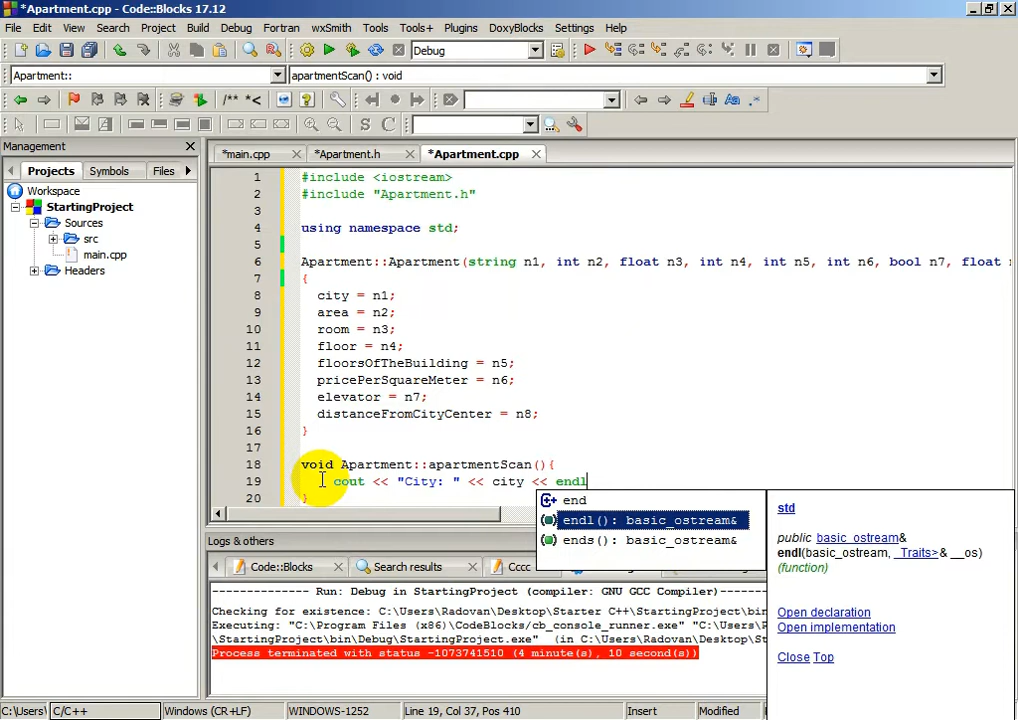 *Apartment.cpp - Code::Blocks 17.12
File Edit View Search Project Build Debug Fortran wxSmith Tools Tools+ Plugins DoxyBlocks Settings Help
Debug
Apartment:: apartmentScan() : void
/** *<
S C
Management
Projects Symbols Files
*main.cpp *Apartment.h *Apartment.cpp
Workspace
StartingProject
Sources
src
main.cpp
Headers
1 #include <iostream>
2 #include "Apartment.h"
3
4 using namespace std;
5
6 Apartment::Apartment(string n1, int n2, float n3, int n4, int n5, int n6, bool n7, float
7 {
8 city = n1;
9 area = n2;
10 room = n3;
11 floor = n4;
12 floorsOfTheBuilding = n5;
13 pricePerSquareMeter = n6;
14 elevator = n7;
15 distanceFromCityCenter = n8;
16 }
17
18 void Apartment::apartmentScan(){
19 cout << "City: " << city << endl
20 }
end
endl(): basic_ostream&
ends(): basic_ostream&
std
public basic_ostream&
endl(basic_ostream, _Traits>& __os)
(function)
Open declaration
Open implementation
Close Top
Logs & others
Code::Blocks Search results Cccc
-------------- Run: Debug in StartingProject (compiler: GNU GCC Compiler)-------
Checking for existence: C:\Users\Radovan\Desktop\Starter C++\StartingProject\bin
Executing: "C:\Program Files (x86)\CodeBlocks/cb_console_runner.exe" "C:\Users\
\StartingProject\bin\Debug\StartingProject.exe" (in C:\Users\Radovan\Desktop\St
Process terminated with status -1073741510 (4 minute(s), 10 second(s))
C:\Users\ C/C++ Windows (CR+LF) WINDOWS-1252 Line 19, Col 37, Pos 410 Insert Modified